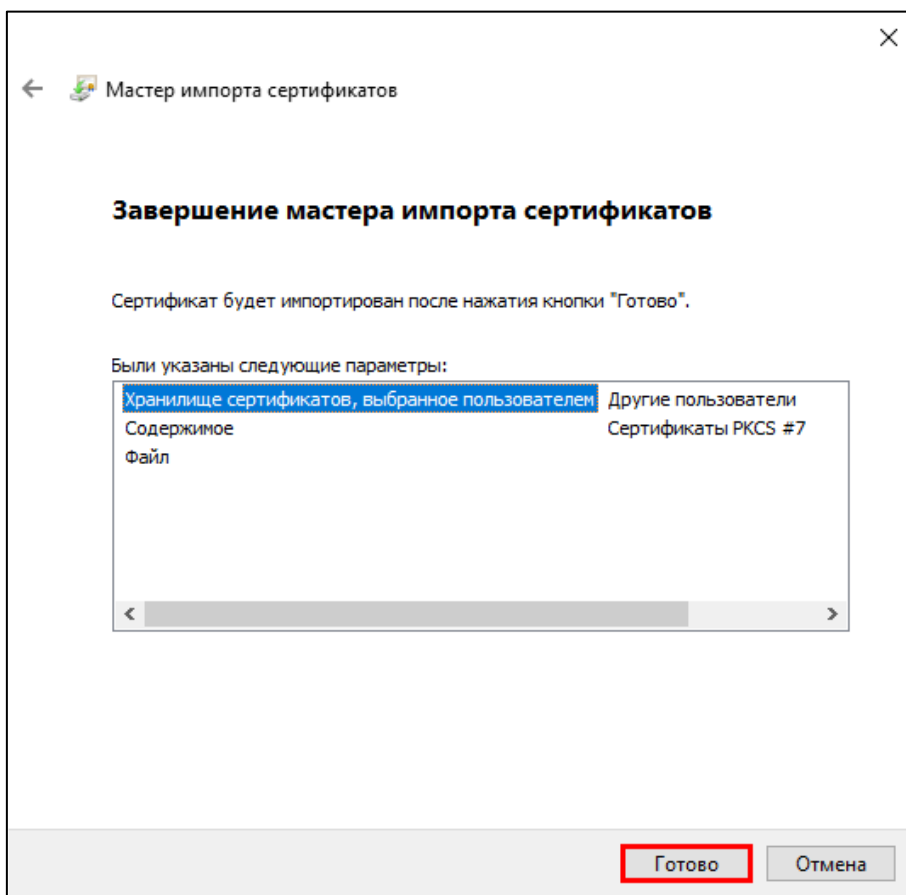 Мастер импорта сертификатов
Завершение мастера импорта сертификатов
Сертификат будет импортирован после нажатия кнопки "Готово".
Были указаны следующие параметры:
Хранилище сертификатов, выбранное пользователем Другие пользователи
Содержимое Сертификаты PKCS #7
Файл
Готово Отмена